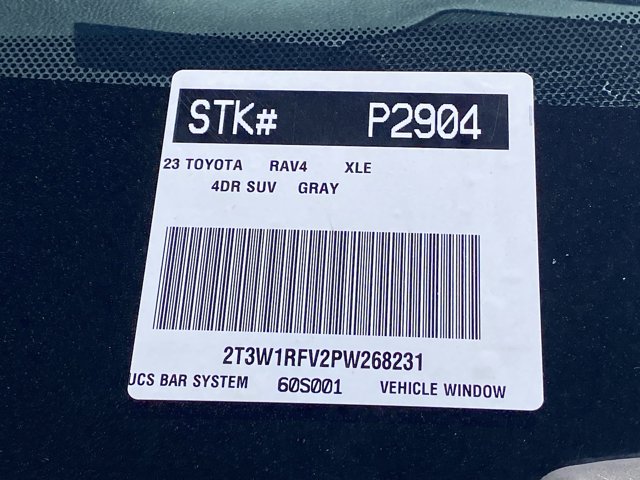 STK# P2904
23 TOYOTA RAV4 XLE
4DR SUV GRAY
2T3W1RFV2PW268231
UCS BAR SYSTEM 60S001 VEHICLE WINDOW